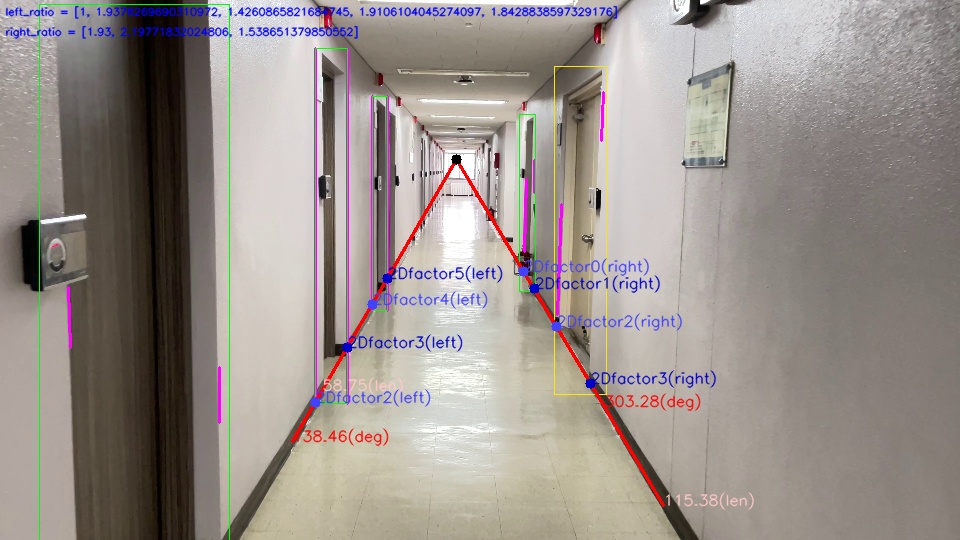 left_ratio = [1, 1.9379269690310972, 1.4260865821684745, 1.9106104045274097, 1.8428838597329176]
right_ratio = [1.93, 2.19771832024806, 1.538651379850552]
2Dfactor0(right)
2Dfactor5(left)
2Dfactor1(right)
2Dfactor4(left)
2Dfactor2(right)
2Dfactor3(left)
2Dfactor3(right)
58.75(len)
2Dfactor2(left)
303.28(deg)
38.46(deg)
115.38(len)